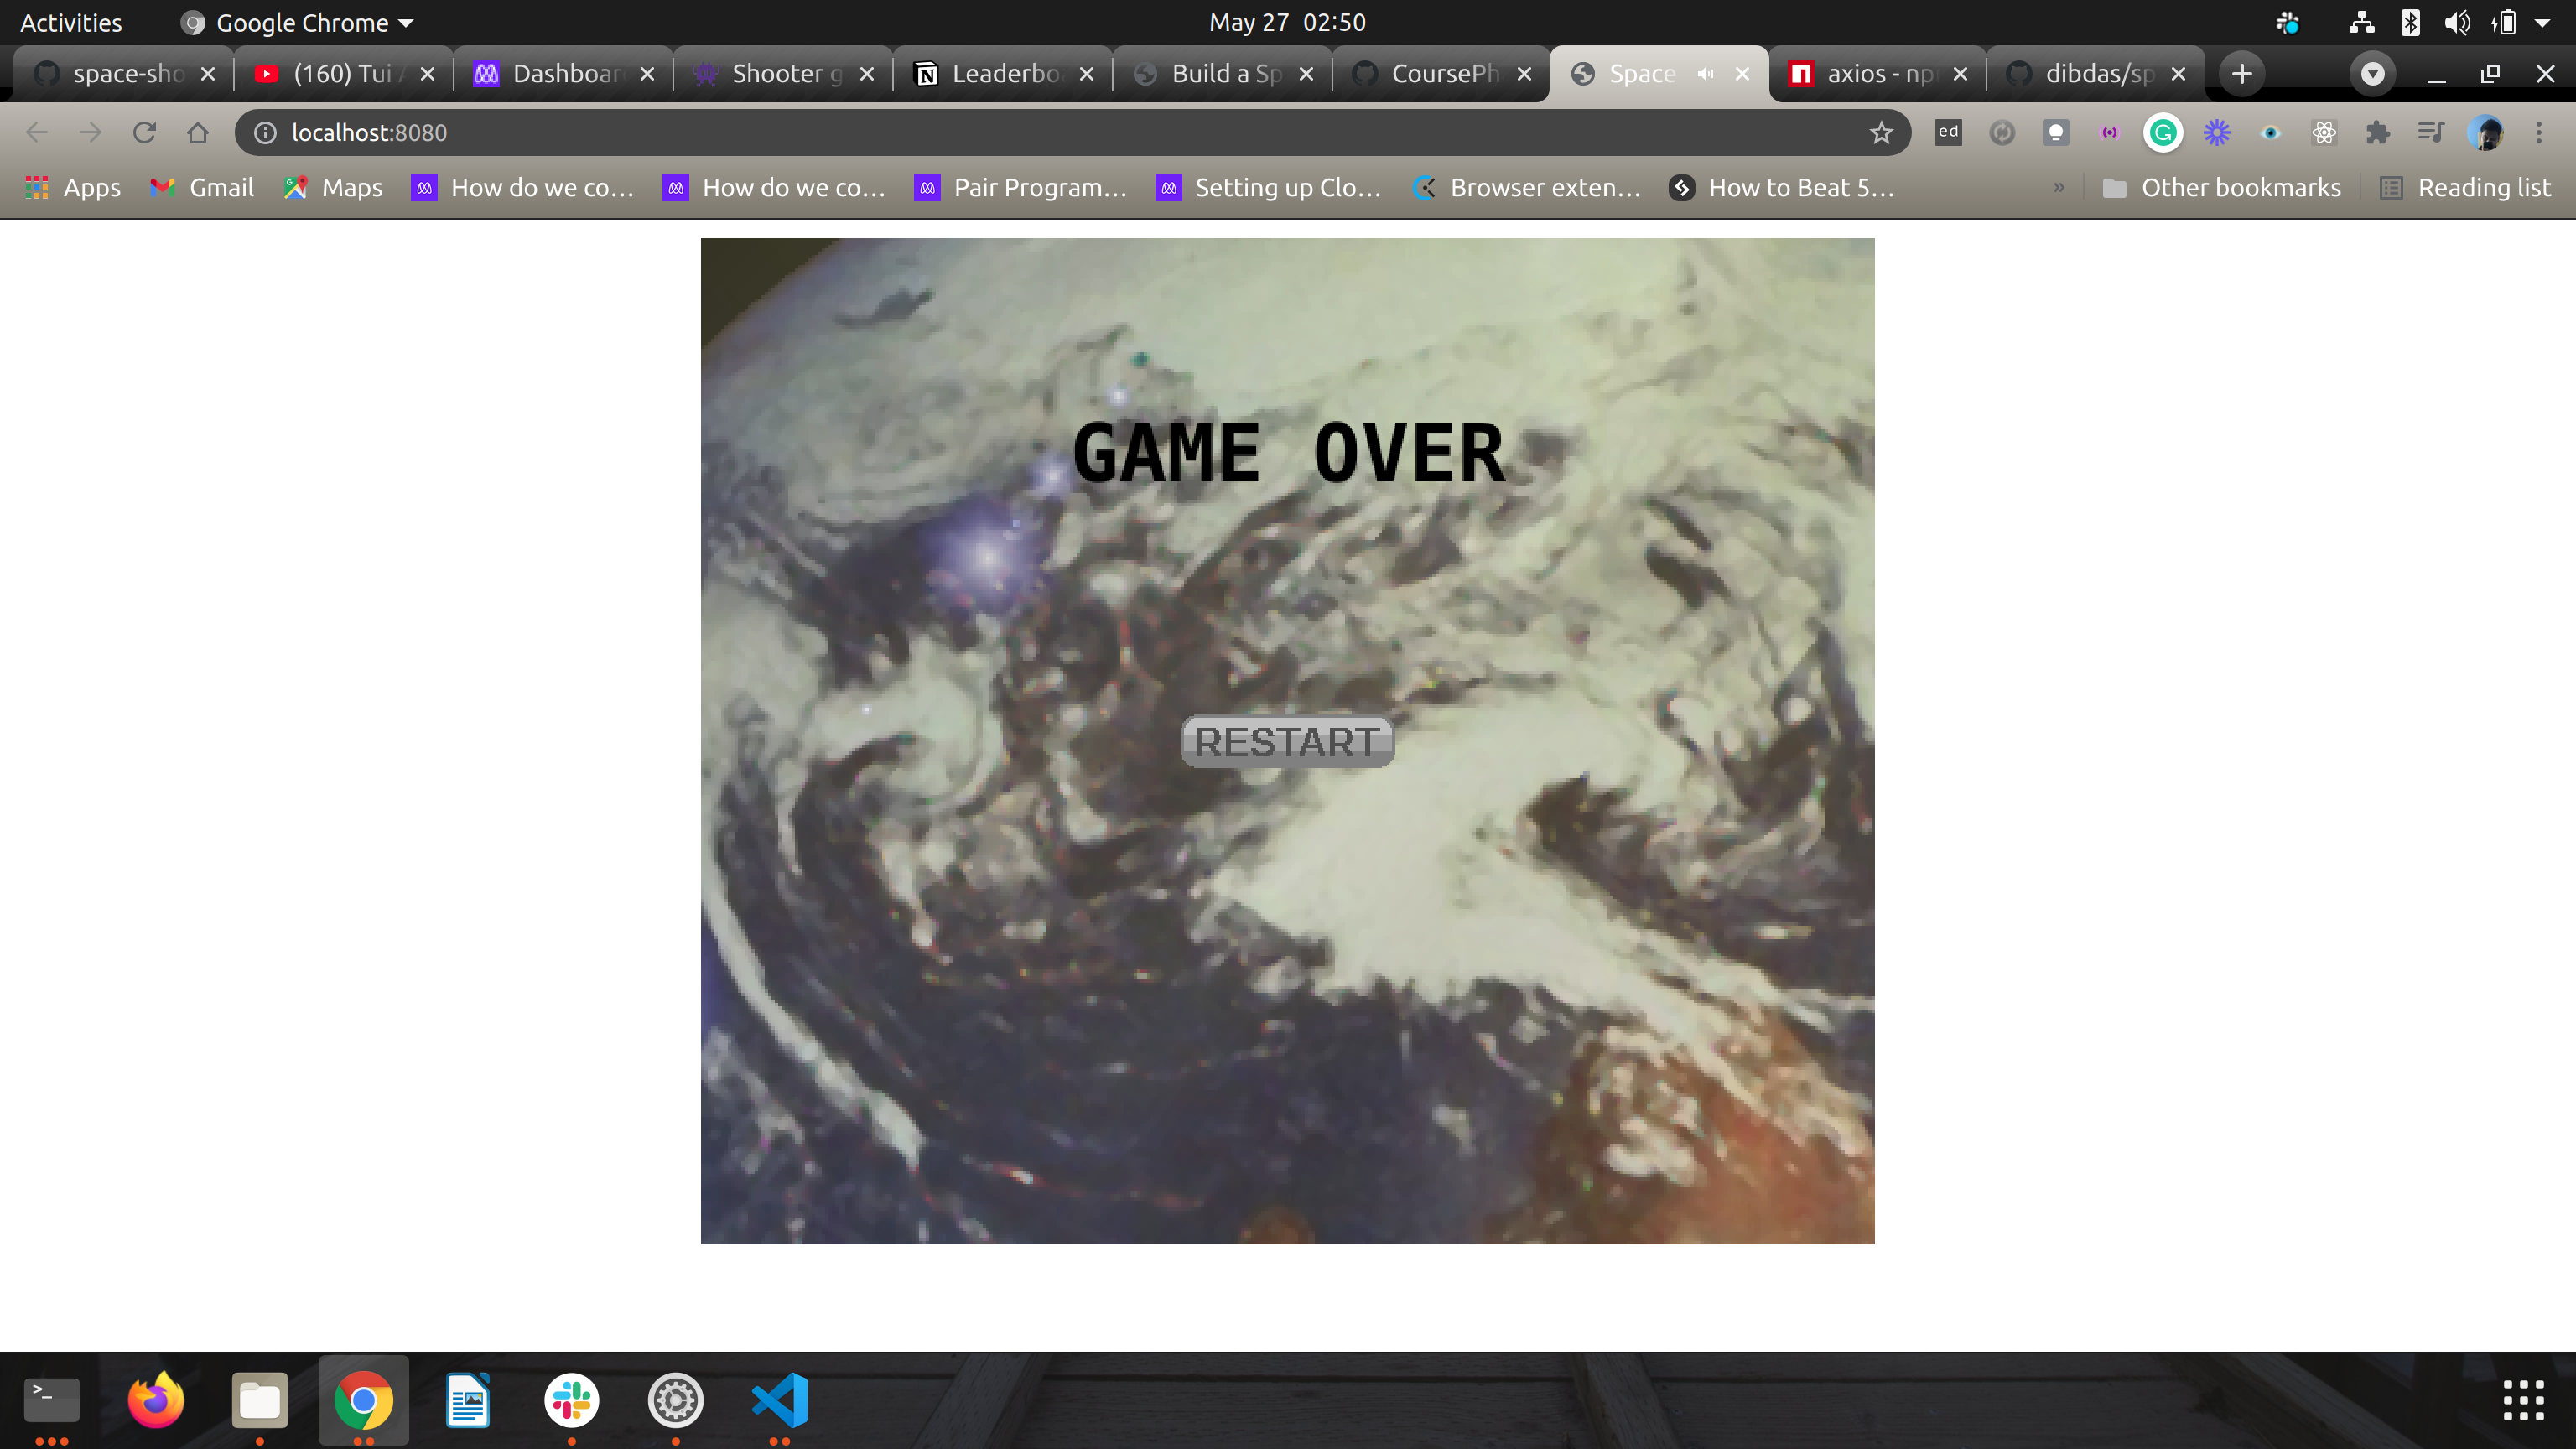 Activities Google Chrome May 27 02:50
space-sho (160) Tui Dashboar Shooter g Leaderbo Build a Sp CoursePh Space axios - np dibdas/sp
localhost:8080 ed
Apps Gmail Maps How do we co... How do we co... Pair Program... Setting up Clo... Browser exten... How to Beat 5... » Other bookmarks Reading list
GAME OVER
RESTART